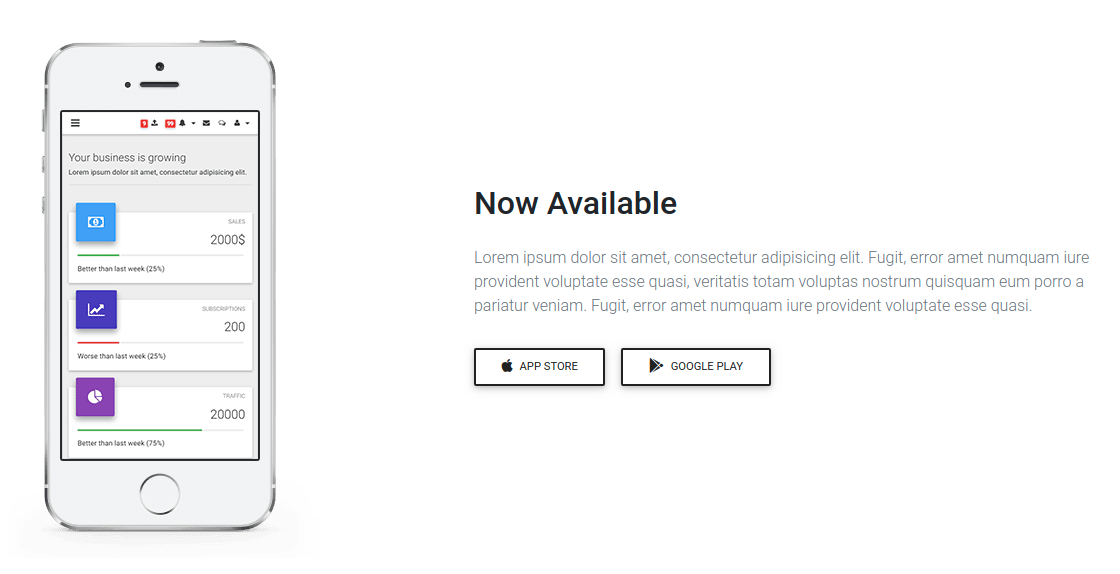 9 99
Your business is growing
Lorem ipsum dolor sit amet, consectetur adipisicing elit.
SALES
2000$
Better than last week (25%)
SUBSCRIPTIONS
200
Worse than last week (25%)
TRAFFIC
20000
Better than last week (75%)
Now Available
Lorem ipsum dolor sit amet, consectetur adipisicing elit. Fugit, error amet numquam iure
provident voluptate esse quasi, veritatis totam voluptas nostrum quisquam eum porro a
pariatur veniam. Fugit, error amet numquam iure provident voluptate esse quasi.
APP STORE
GOOGLE PLAY